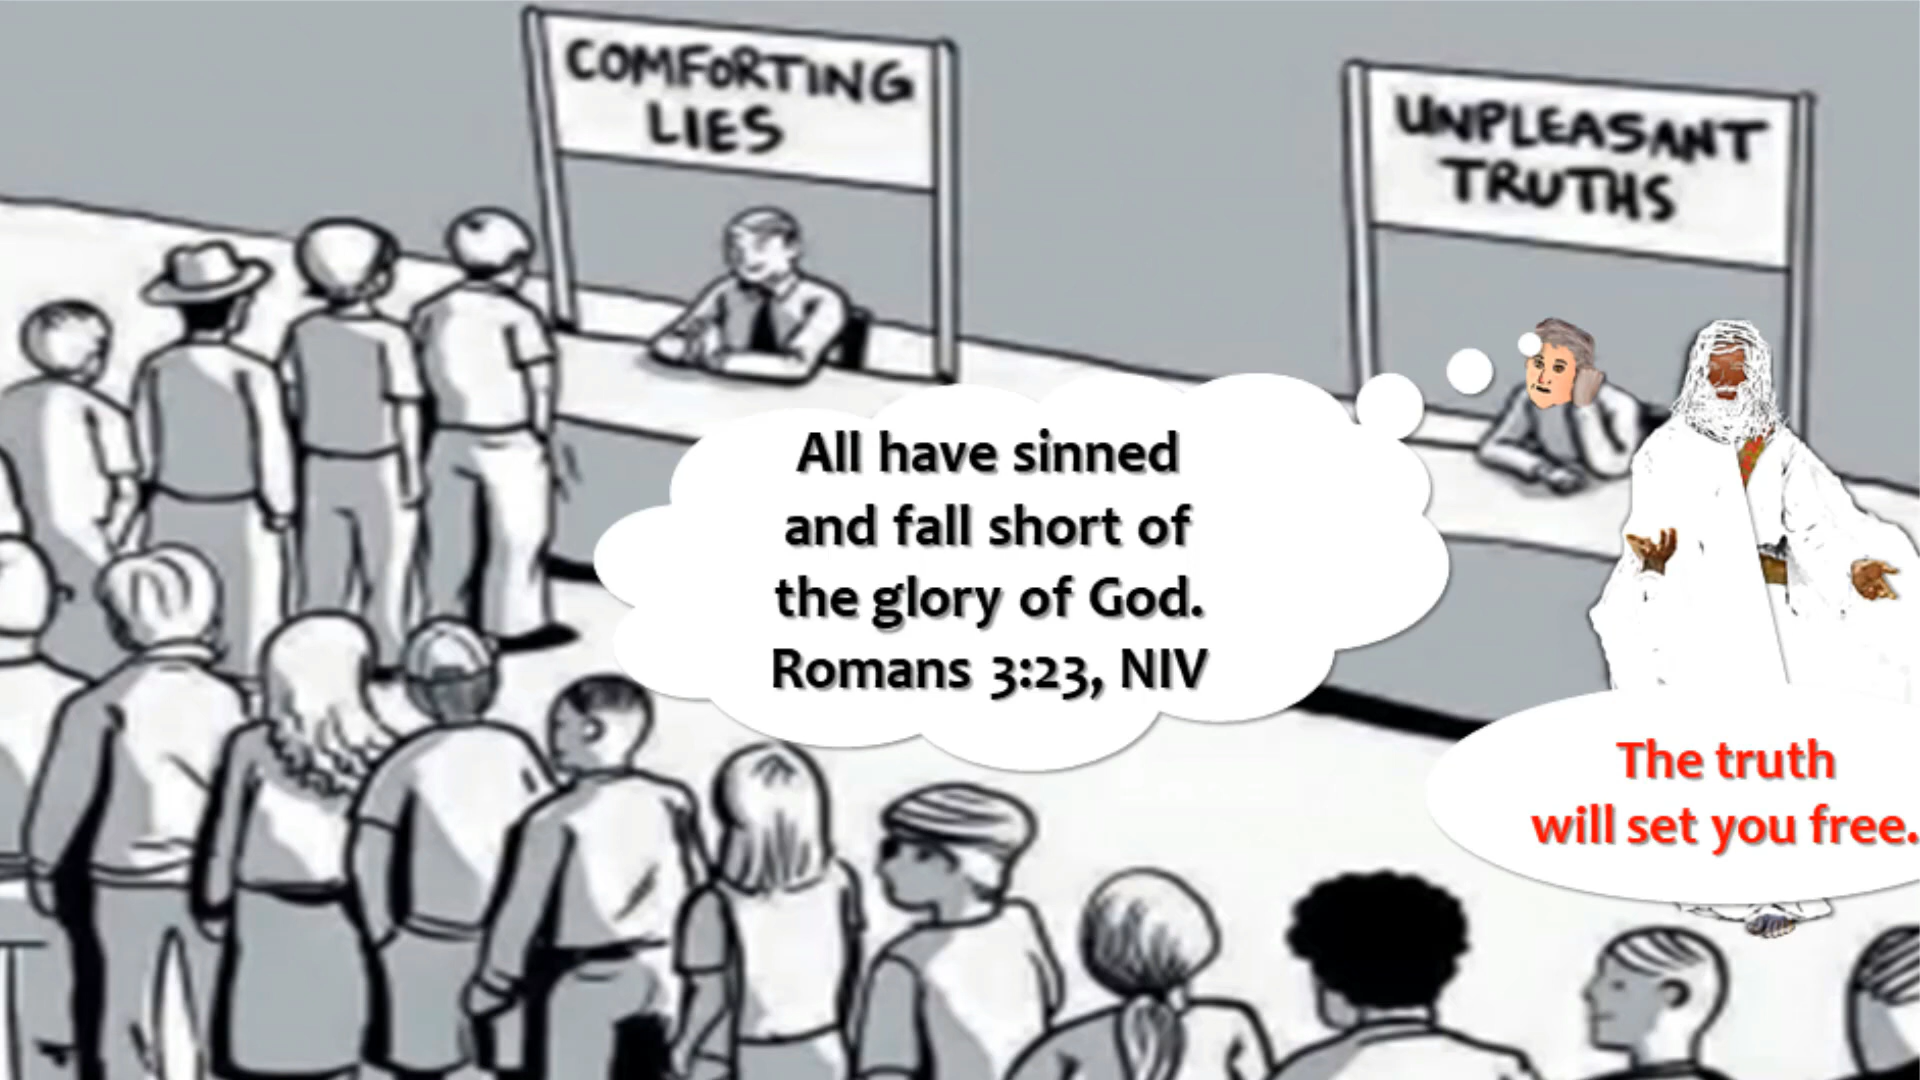 COMFORTING
LIES
UNPLEASANT
TRUTHS
All have sinned
and fall short of
the glory of God.
Romans 3:23, NIV
The truth
will set you free.